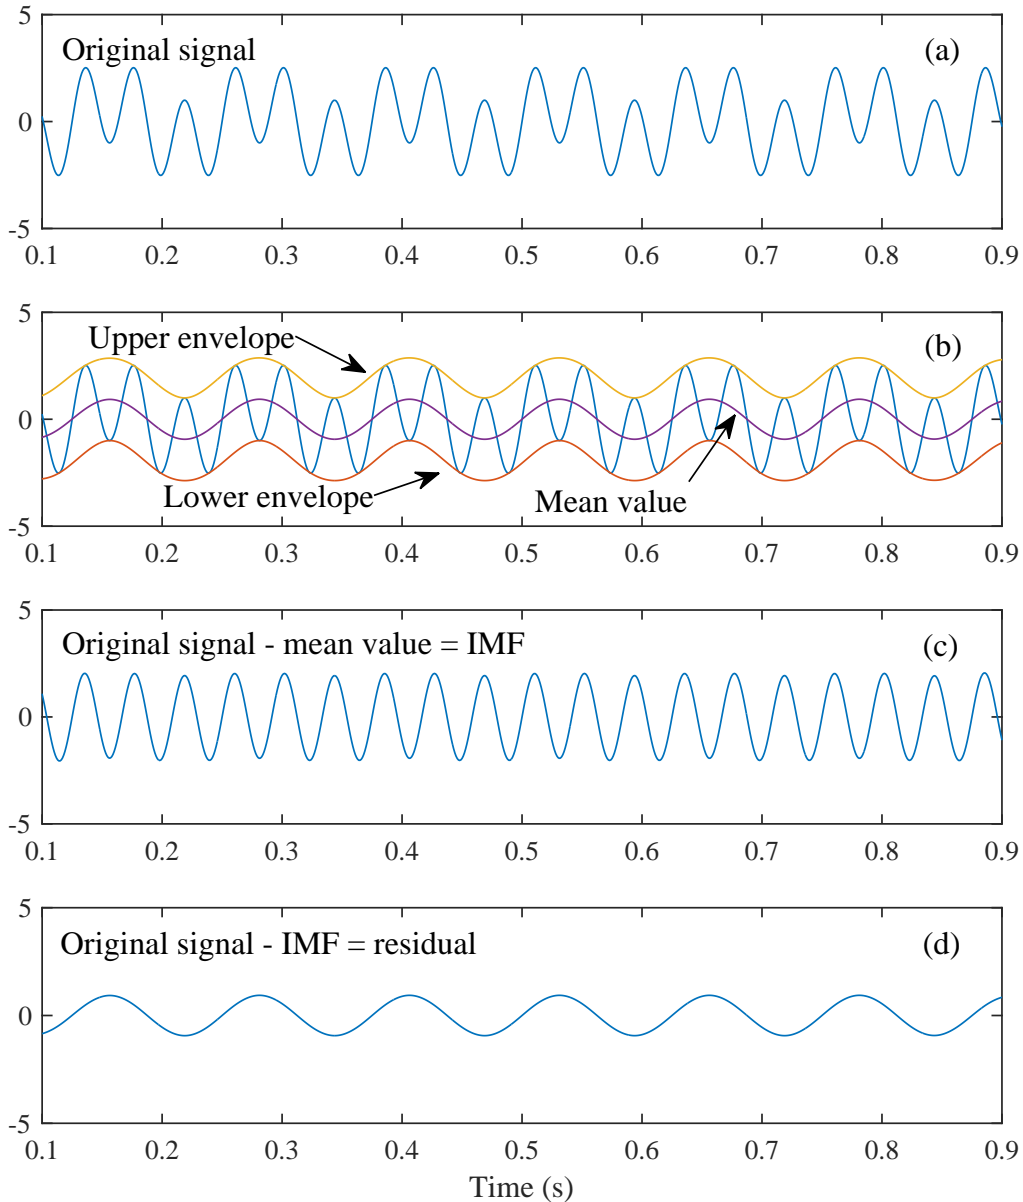 5
Original signal
(a)
0
-5
0.1 0.2 0.3 0.4 0.5 0.6 0.7 0.8 0.9
5
Upper envelope
(b)
0
Lower envelope
Mean value
-5
0.1 0.2 0.3 0.4 0.5 0.6 0.7 0.8 0.9
5
Original signal - mean value = IMF
(c)
0
-5
0.1 0.2 0.3 0.4 0.5 0.6 0.7 0.8 0.9
5
Original signal - IMF = residual
(d)
0
-5
0.1 0.2 0.3 0.4 0.5 0.6 0.7 0.8 0.9
Time (s)